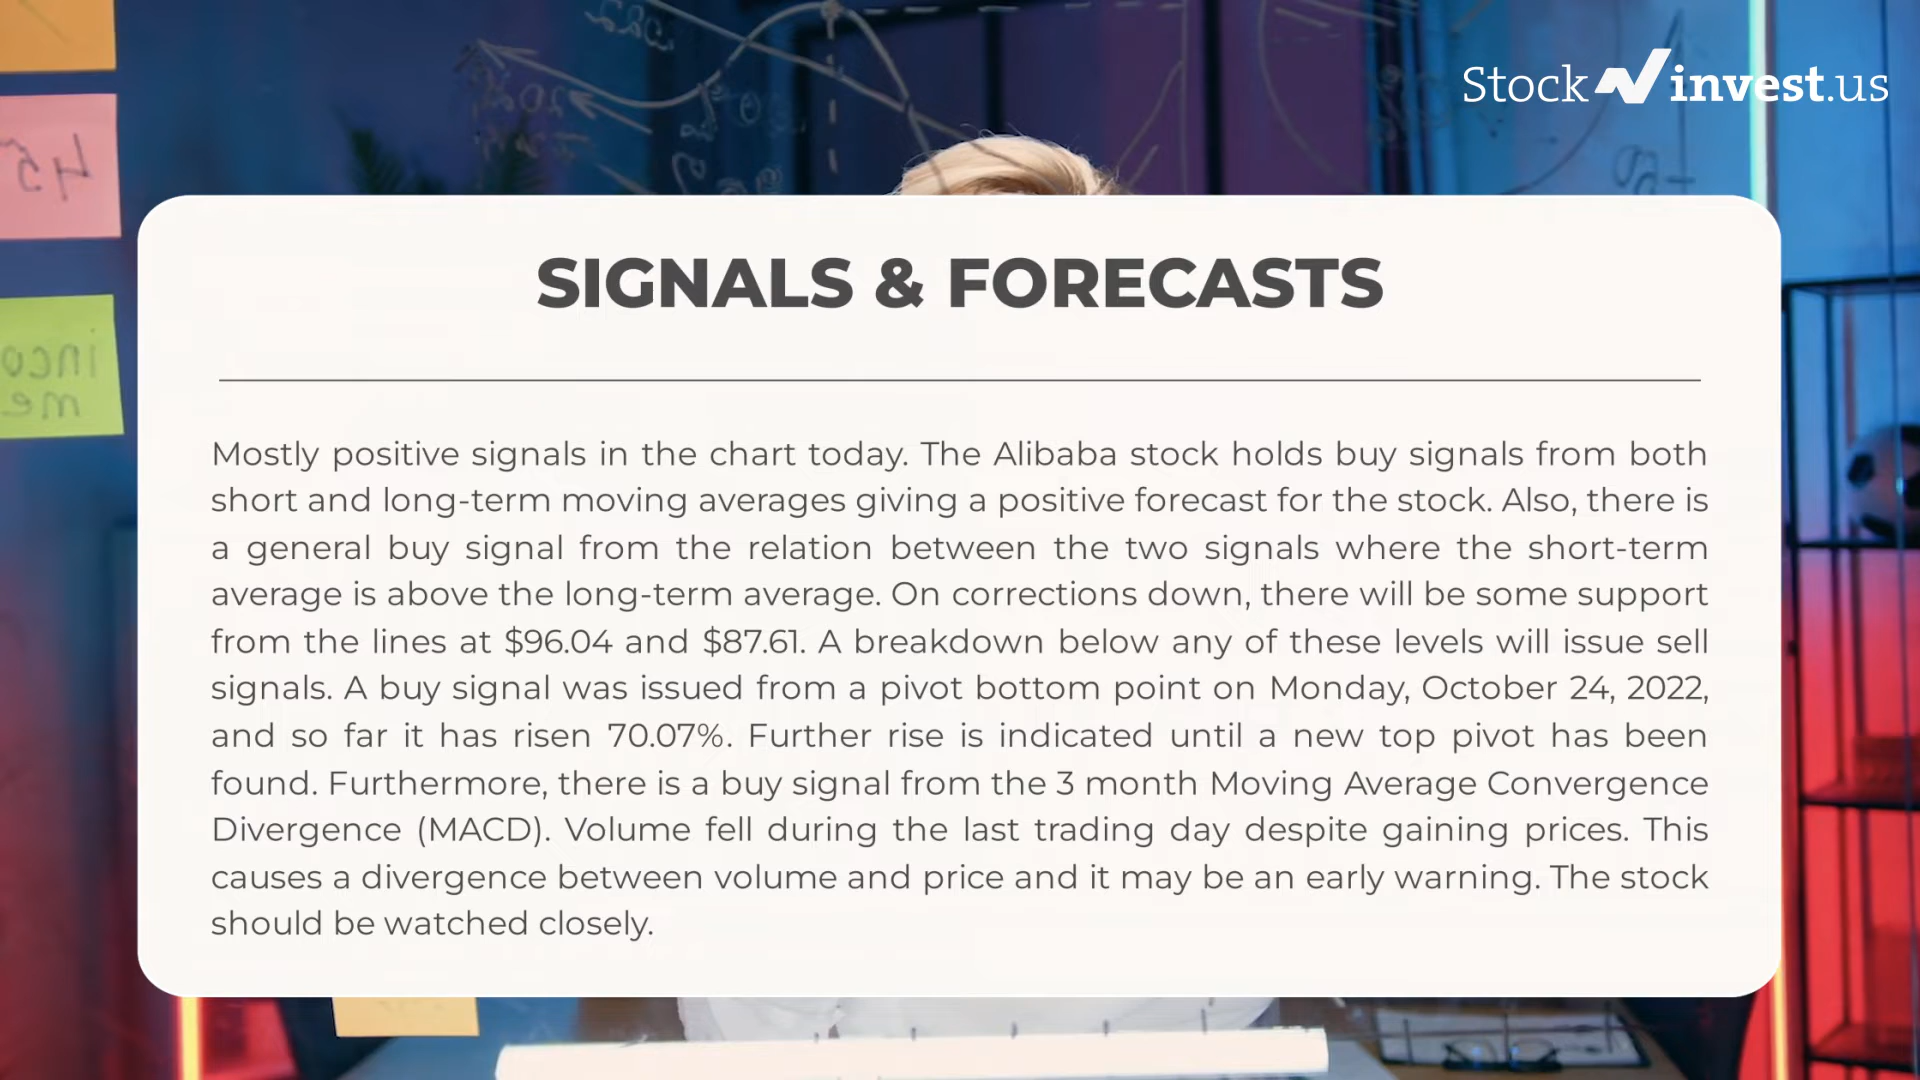 Stock invest.us
45
SIGNALS & FORECASTS
inco
me
Mostly positive signals in the chart today. The Alibaba stock holds buy signals from both
short and long-term moving averages giving a positive forecast for the stock. Also, there is
a general buy signal from the relation between the two signals where the short-term
average is above the long-term average. On corrections down, there will be some support
from the lines at $96.04 and $87.61. A breakdown below any of these levels will issue sell
signals. A buy signal was issued from a pivot bottom point on Monday, October 24, 2022,
and so far it has risen 70.07%. Further rise is indicated until a new top pivot has been
found. Furthermore, there is a buy signal from the 3 month Moving Average Convergence
Divergence (MACD). Volume fell during the last trading day despite gaining prices. This
causes a divergence between volume and price and it may be an early warning. The stock
should be watched closely.